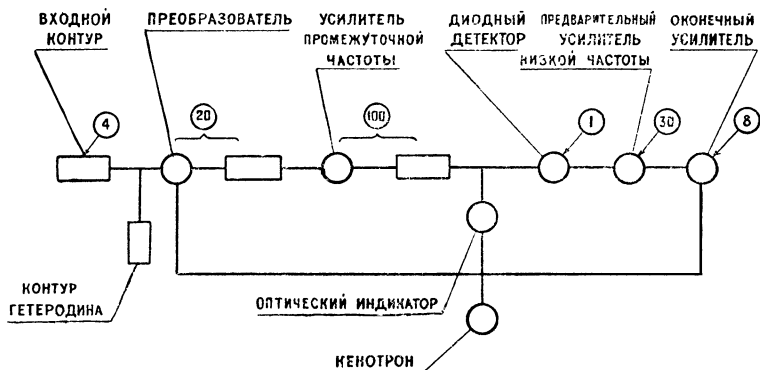 ВХОДНОЙ
КОНТУР
ПРЕОБРАЗОВАТЕЛЬ
УСИЛИТЕЛЬ
ПРОМЕЖУТОЧНОЙ
ЧАСТОТЫ
ДИОДНЫЙ
ДЕТЕКТОР
ПРЕДВАРИТЕЛЬНЫЙ
УСИЛИТЕЛЬ
НИЗКОЙ ЧАСТОТЫ
ОКОНЕЧНЫЙ
УСИЛИТЕЛЬ
4
20
100
1
30
8
КОНТУР
ГЕТЕРОДИНА
ОПТИЧЕСКИЙ ИНДИКАТОР
КЕНОТРОН